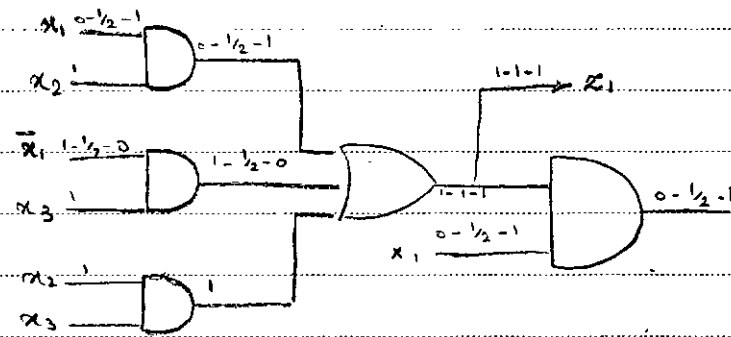 x₁ 0-1/2-1
0-1/2-1
x₂ 1
1-1-1
Z₁
x̄₁ 1-1/2-0
1-1/2-0
x₃ 1
1-1-1
0-1/2-1
x₁ 0-1/2-1
x₂ 1
1
x₃